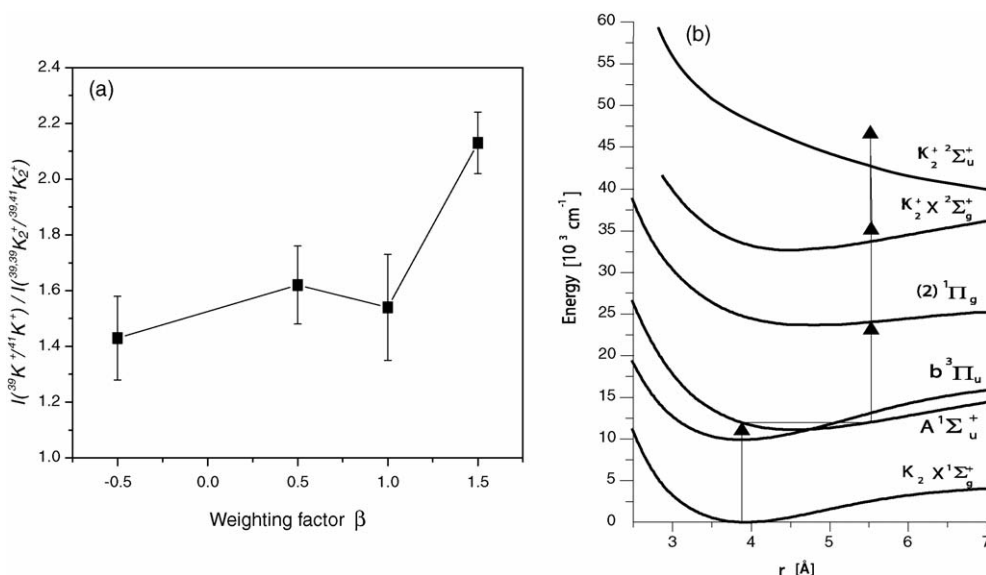 (a)
2.4
2.2
2.0
1.8
1.6
1.4
1.2
1.0
-0.5 0.0 0.5 1.0 1.5
Weighting factor β
I(³⁹K⁺/⁴¹K⁺) / I(³⁹,³⁹K₂⁺/³⁹,⁴¹K₂⁺)
(b)
60
55
50
45
40
35
30
25
20
15
10
5
0
3 4 5 6 7
r [Å]
Energy [10³ cm⁻¹]
K₂⁺ ²Σᵤ⁺
K₂⁺ X ²Σg⁺
(2) ¹Πg
b ³Πᵤ
A ¹Σᵤ⁺
K₂ X ¹Σg⁺